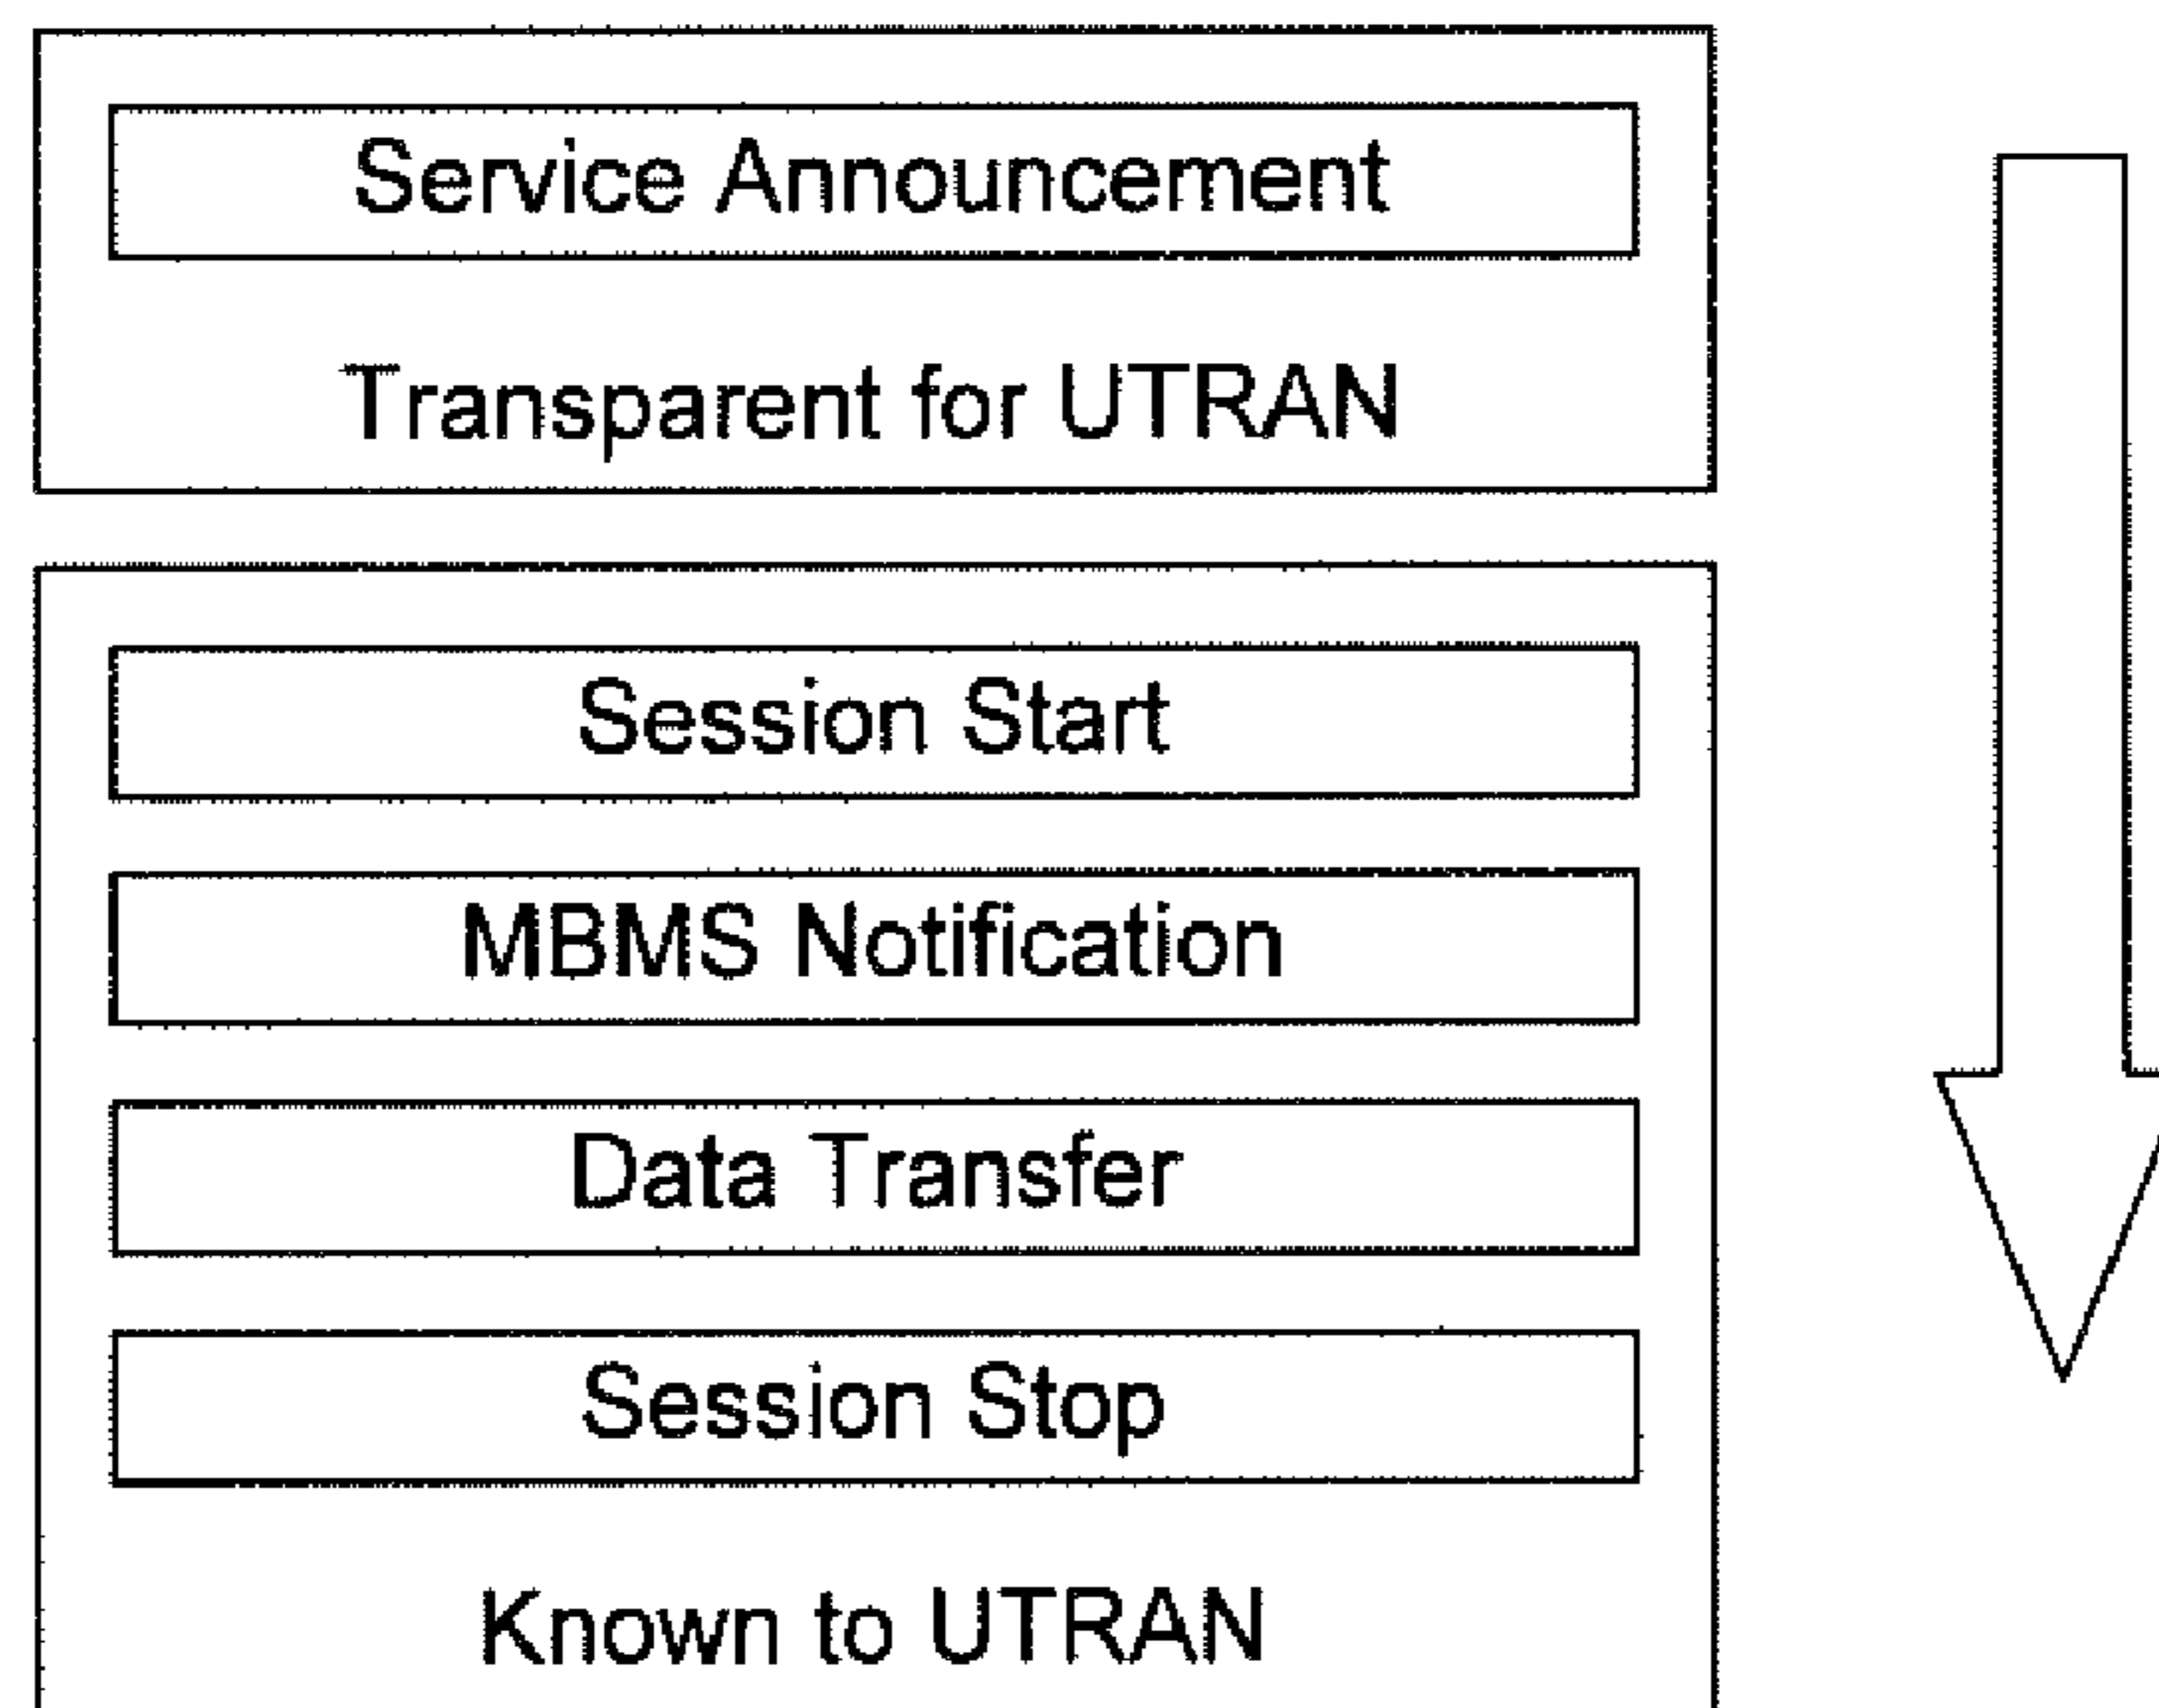 Service Announcement
Transparent for UTRAN
Session Start
MBMS Notification
Data Transfer
Session Stop
Known to UTRAN